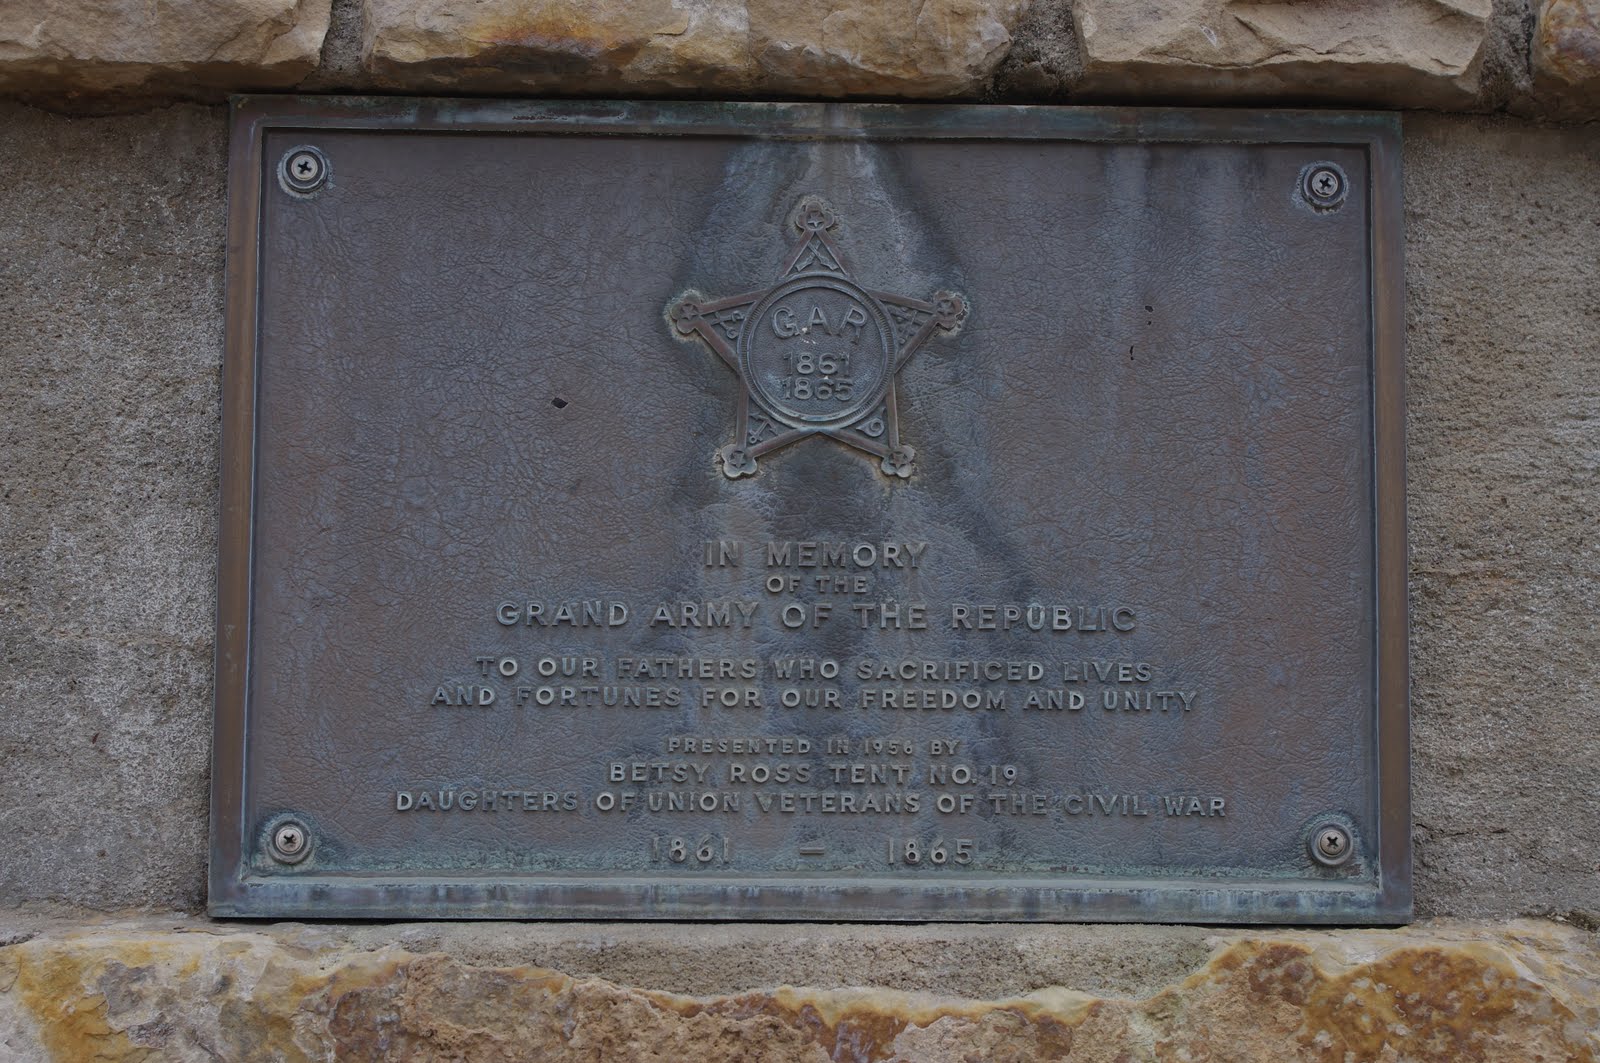 G.A.R
1861
1865
IN MEMORY
OF THE
GRAND ARMY OF THE REPUBLIC
TO OUR FATHERS WHO SACRIFICED LIVES
AND FORTUNES FOR OUR FREEDOM AND UNITY
PRESENTED IN 1956 BY
BETSY ROSS TENT NO. 19
DAUGHTERS OF UNION VETERANS OF THE CIVIL WAR
1861 — 1865